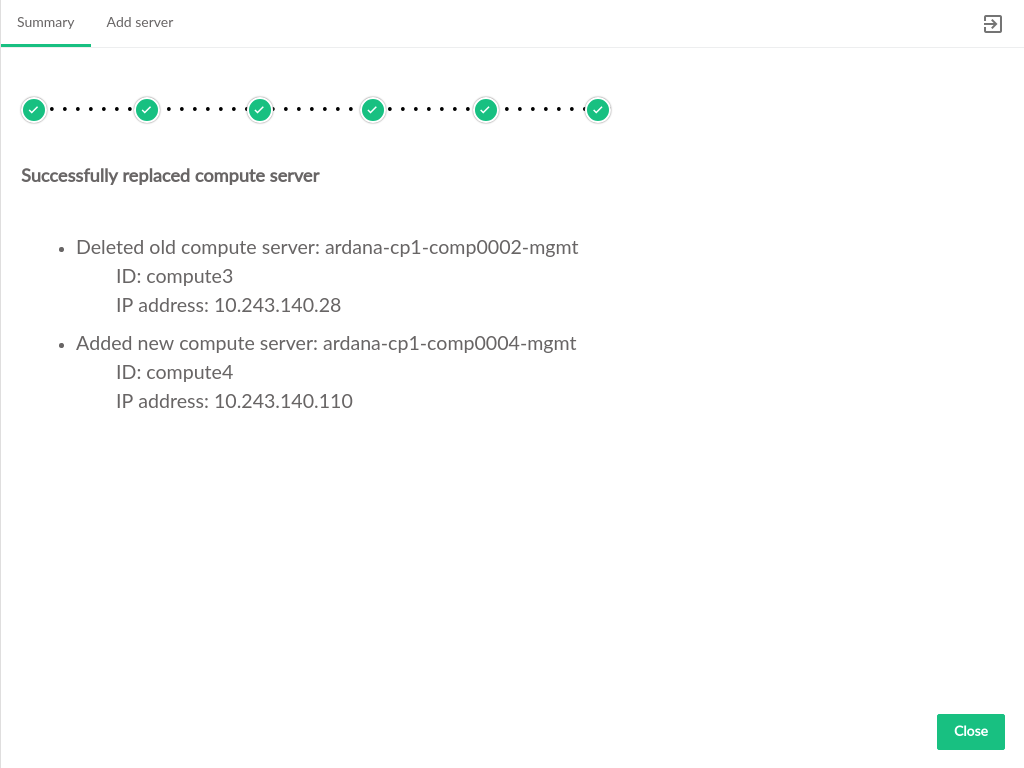 Summary Add server
Successfully replaced compute server
• Deleted old compute server: ardana-cp1-comp0002-mgmt
ID: compute3
IP address: 10.243.140.28
• Added new compute server: ardana-cp1-comp0004-mgmt
ID: compute4
IP address: 10.243.140.110
Close